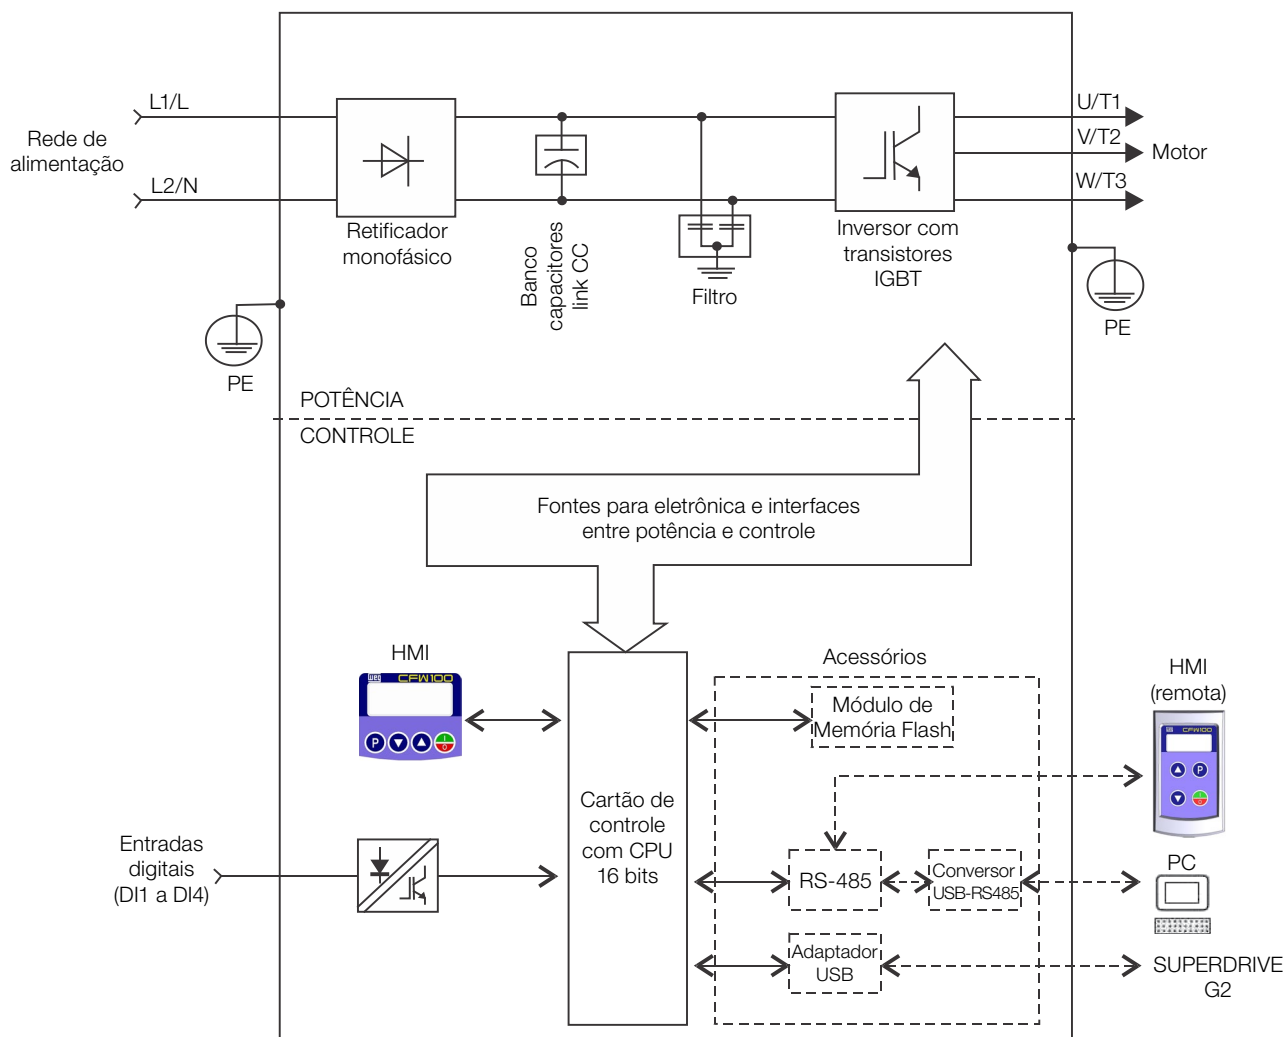 L1/L
Rede de
alimentação
L2/N
Retificador
monofásico
Banco
capacitores
link CC
Filtro
Inversor com
transistores
IGBT
U/T1
V/T2
Motor
W/T3
PE
PE
POTÊNCIA
CONTROLE
Fontes para eletrônica e interfaces
entre potência e controle
HMI
CFW100
P
I
0
Entradas
digitais
(DI1 a DI4)
Cartão de
controle
com CPU
16 bits
Acessórios
Módulo de
Memória Flash
RS-485
Conversor
USB-RS485
Adaptador
USB
HMI
(remota)
CFW100
P
PC
SUPERDRIVE
G2